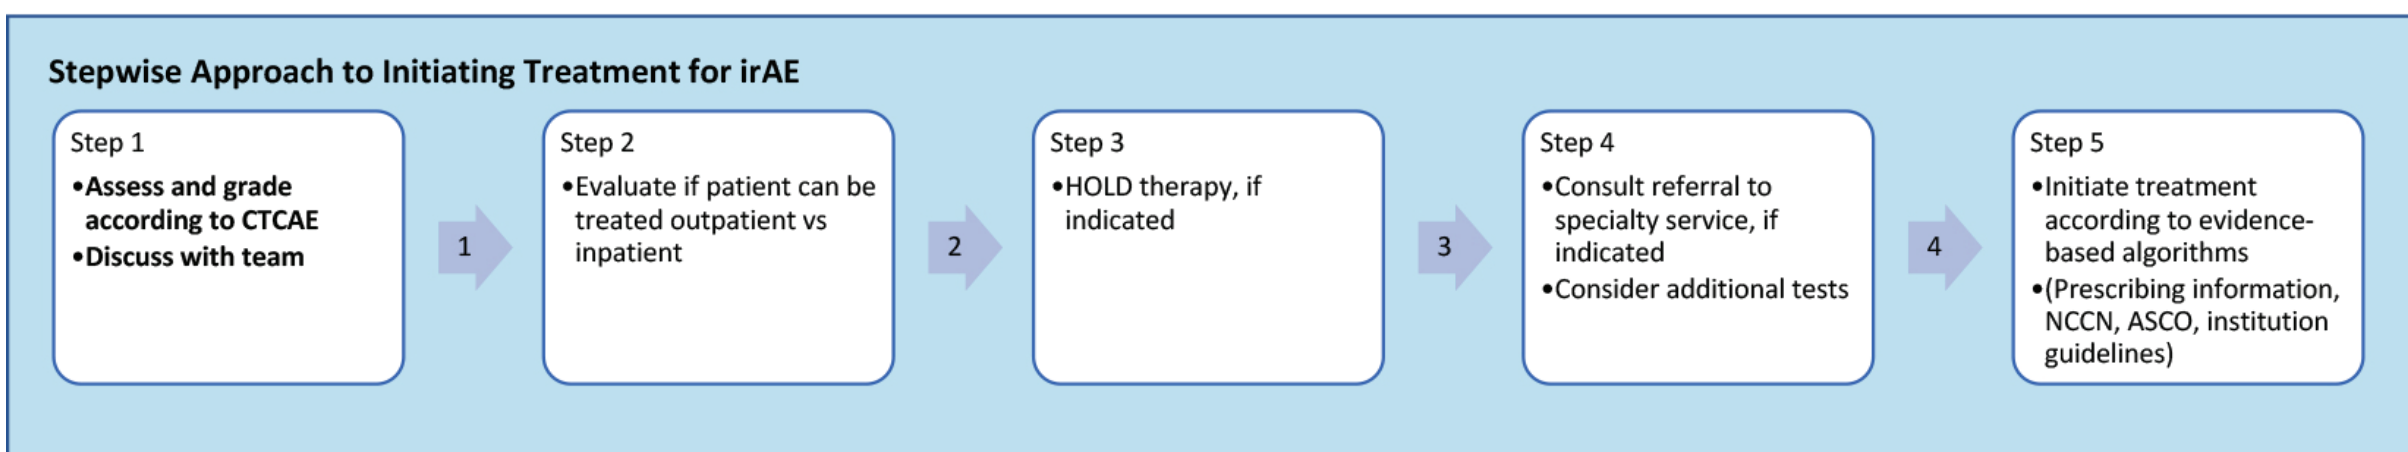 Stepwise Approach to Initiating Treatment for irAE
Step 1
•Assess and grade
according to CTCAE
•Discuss with team
1
Step 2
•Evaluate if patient can be
treated outpatient vs
inpatient
2
Step 3
•HOLD therapy, if
indicated
3
Step 4
•Consult referral to
specialty service, if
indicated
•Consider additional tests
4
Step 5
•Initiate treatment
according to evidence-
based algorithms
•(Prescribing information,
NCCN, ASCO, institution
guidelines)